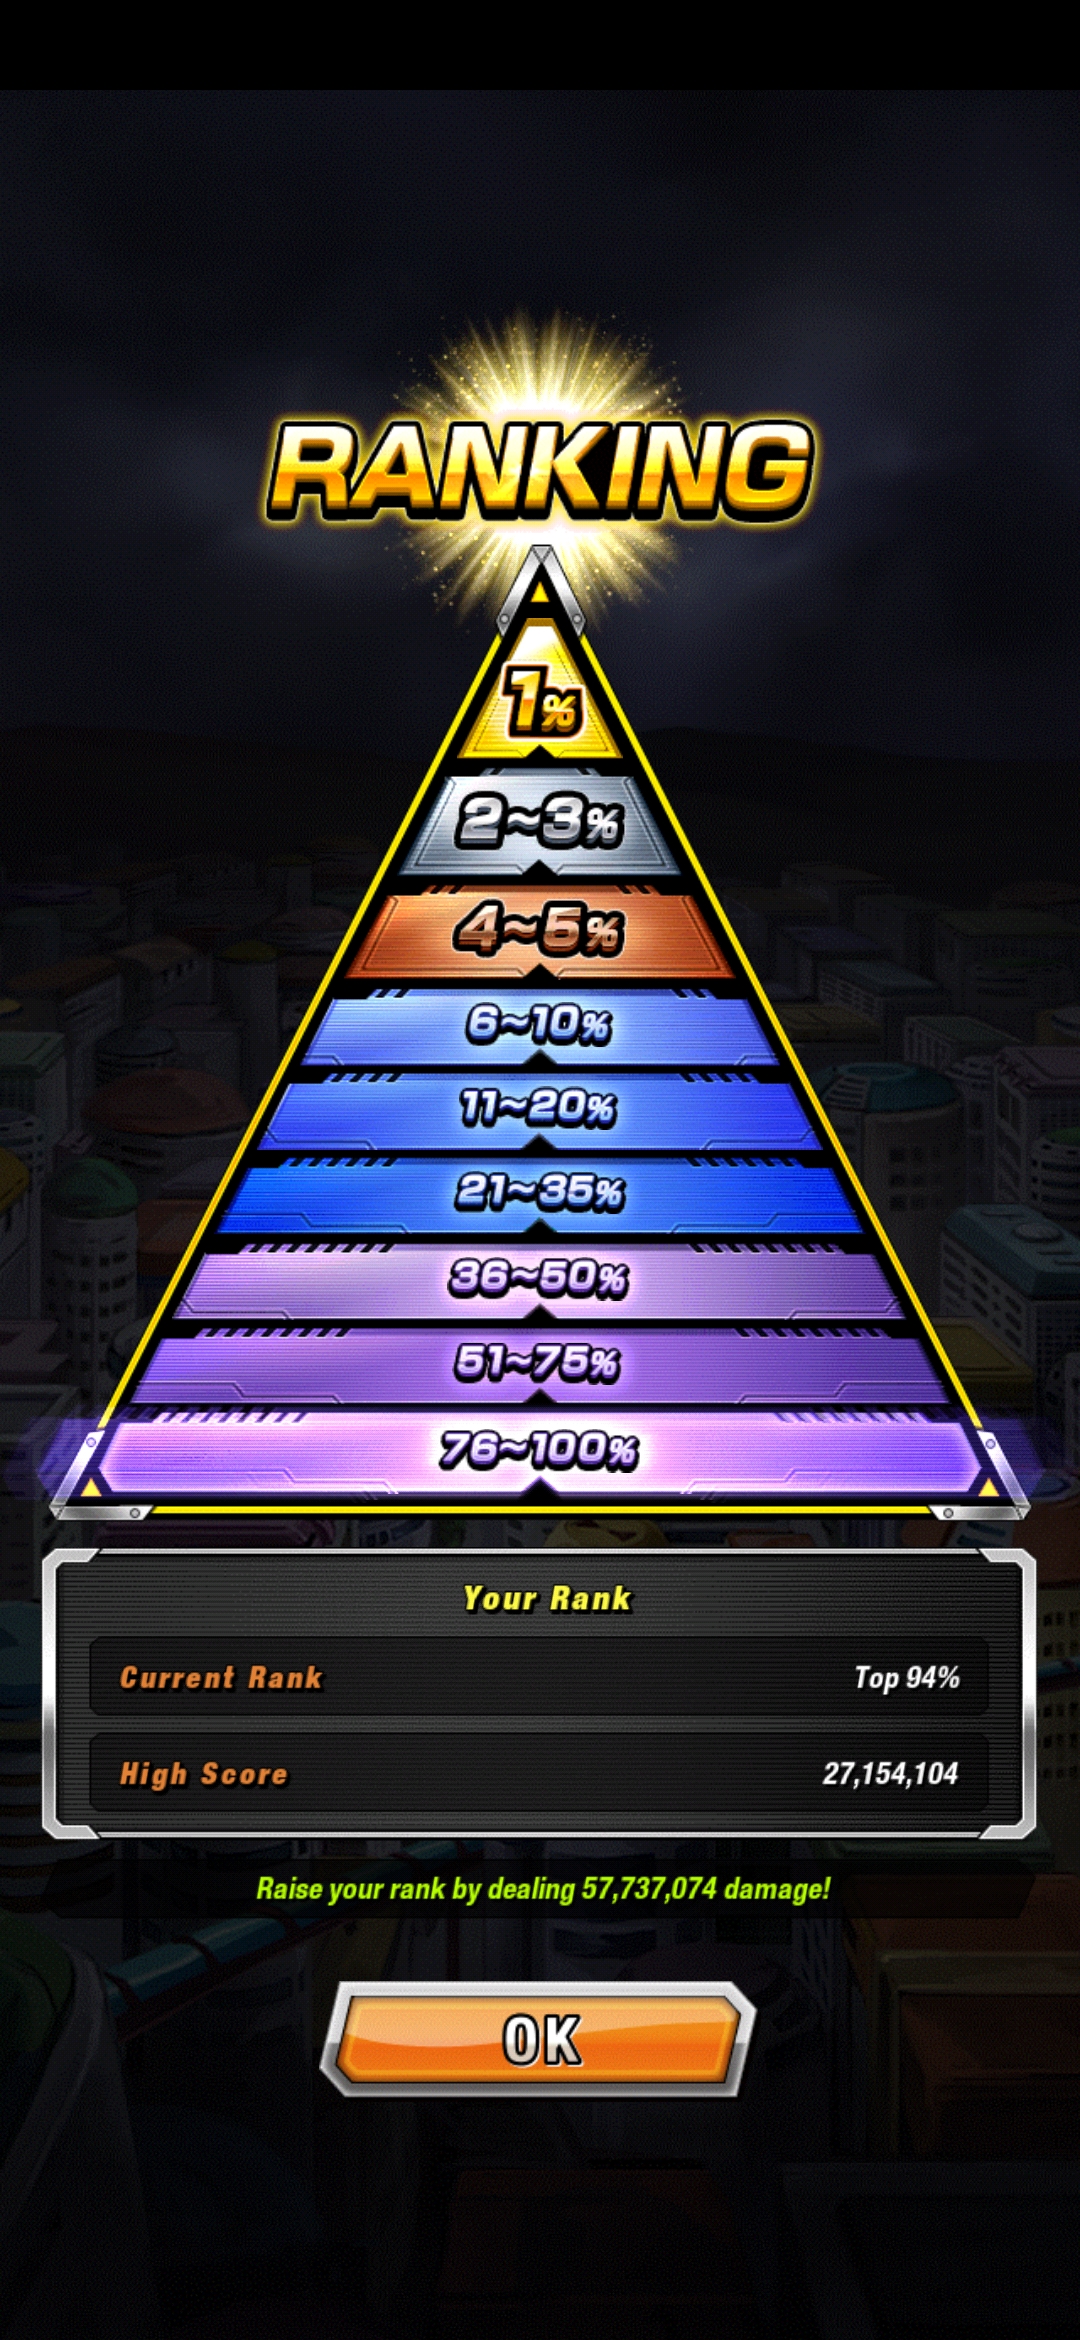 RANKING
1%
2~3%
4~5%
6~10%
11~20%
21~35%
36~50%
51~75%
76~100%
Your Rank
Current Rank Top 94%
High Score 27,154,104
Raise your rank by dealing 57,737,074 damage!
OK